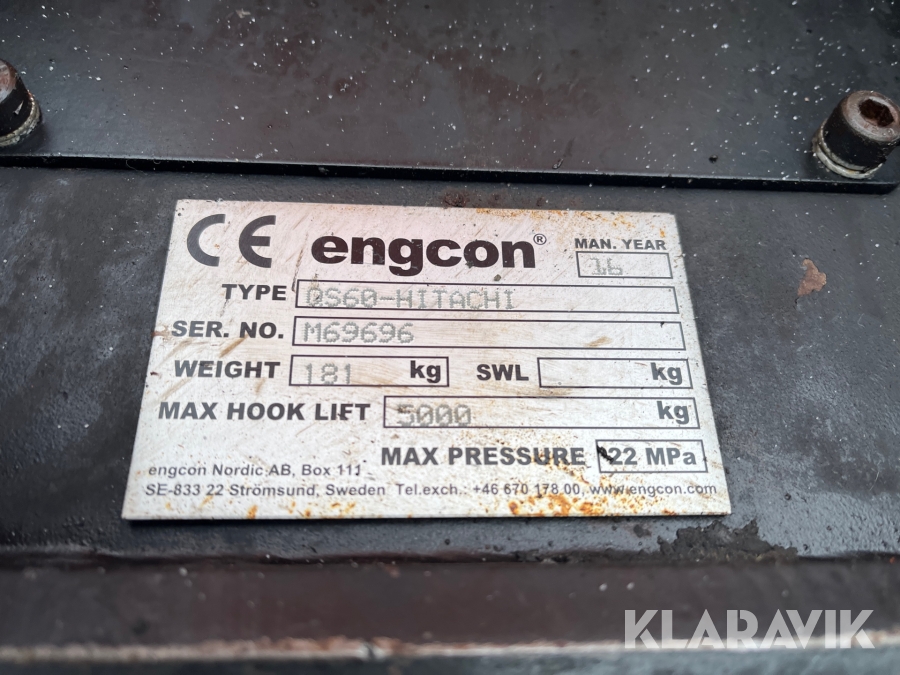 CE engcon® MAN. YEAR
16
TYPE QS60-HITACHI
SER. NO. M69696
WEIGHT 181 kg SWL kg
MAX HOOK LIFT 5000 kg
MAX PRESSURE 22 MPa
engcon Nordic AB, Box 111
SE-833 22 Strömsund, Sweden Tel.exch.: +46 670 178 00, www.engcon.com
KLARAVIK